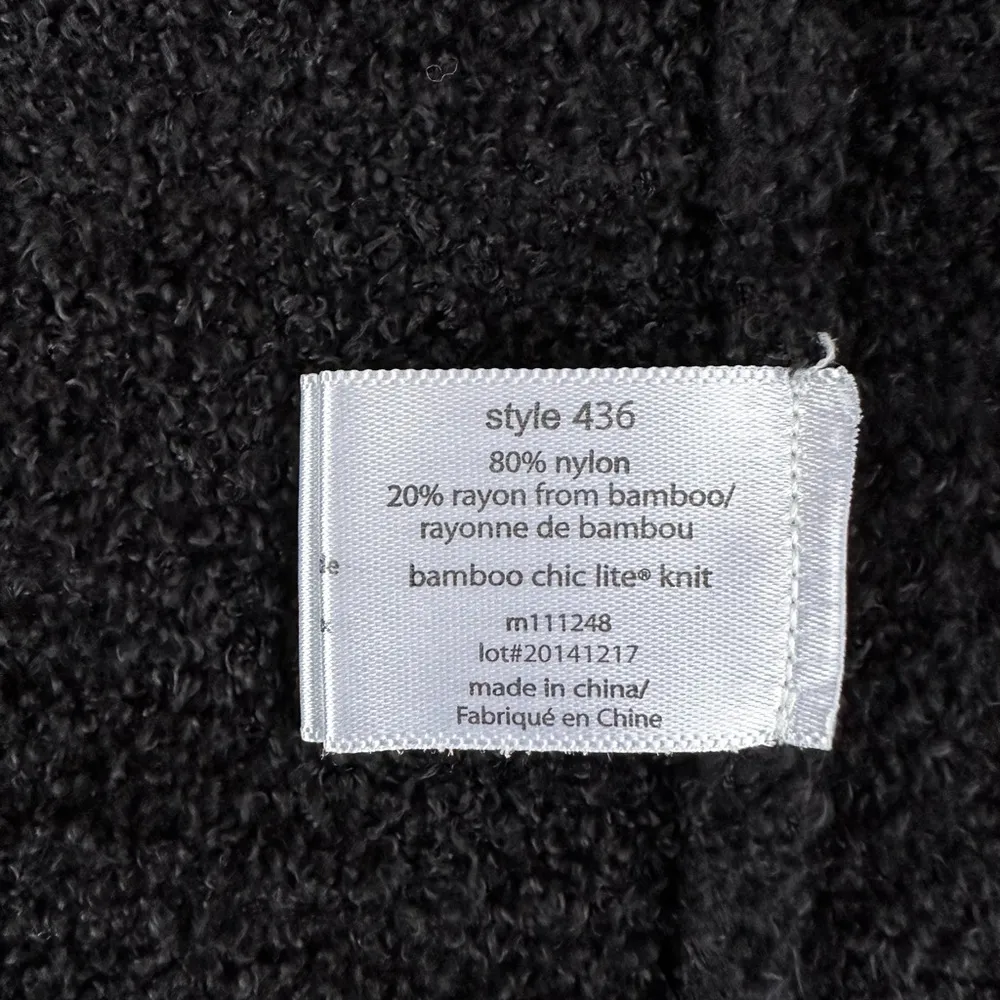 style 436
80% nylon
20% rayon from bamboo/
rayonne de bambou
bamboo chic lite® knit
m111248
lot#20141217
made in china/
Fabriqué en Chine